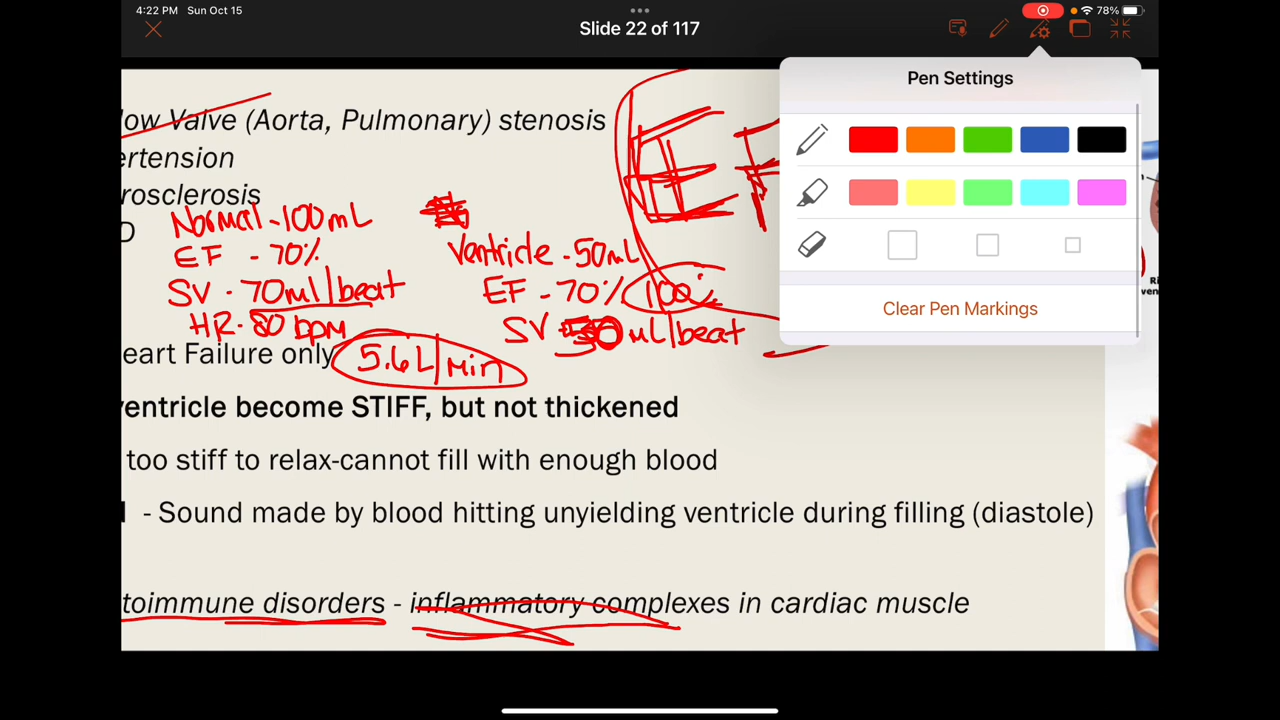 4:22 PM Sun Oct 15
78%
Slide 22 of 117
Pen Settings
Clear Pen Markings
low Valve (Aorta, Pulmonary) stenosis
ertension
rosclerosis
D
Normal - 100mL
EF - 70%
SV - 70ml/beat
HR - 80 bpm
5.6L/min
Ventricle - 50mL
EF - 70% 100%
SV 50 mL/beat
E F
eart Failure only
ventricle become STIFF, but not thickened
too stiff to relax-cannot fill with enough blood
- Sound made by blood hitting unyielding ventricle during filling (diastole)
toimmune disorders - inflammatory complexes in cardiac muscle